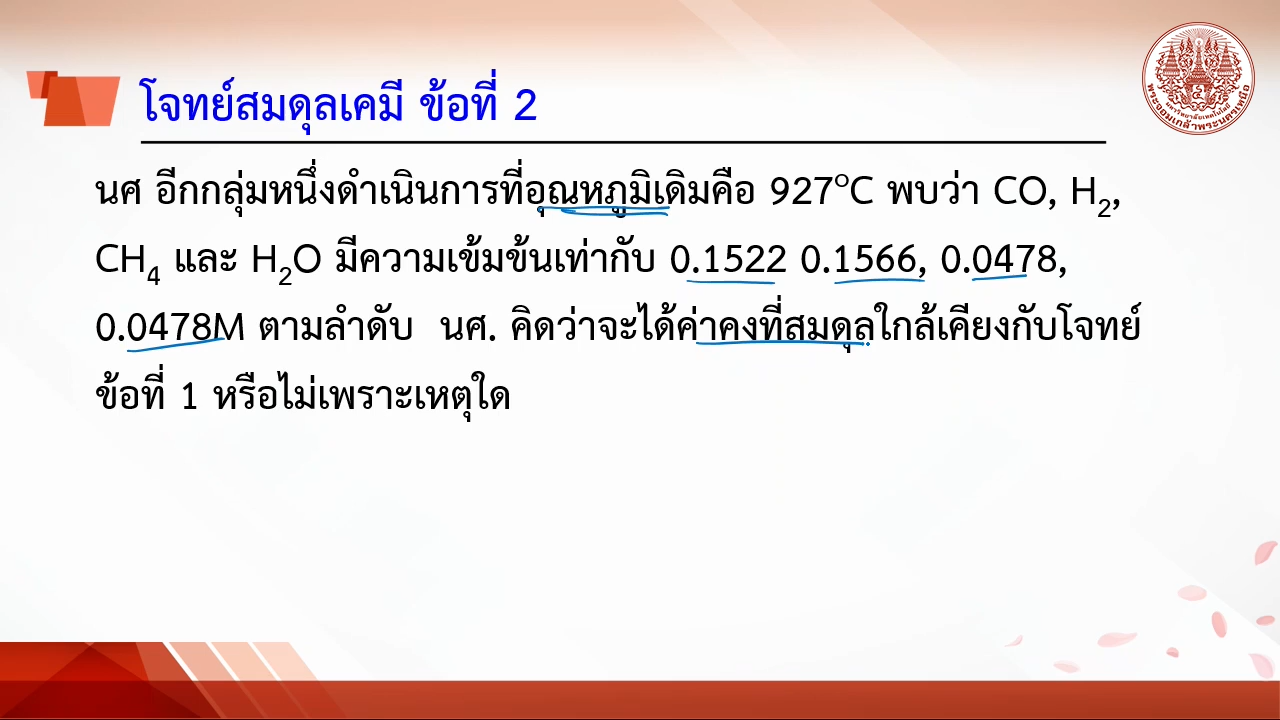 โจทย์สมดุลเคมี ข้อที่ 2
นศ อีกกลุ่มหนึ่งดำเนินการที่อุณหภูมิเดิมคือ 927°C พบว่า CO, H₂,
CH₄ และ H₂O มีความเข้มข้นเท่ากับ 0.1522 0.1566, 0.0478,
0.0478M ตามลำดับ นศ. คิดว่าจะได้ค่าคงที่สมดุลใกล้เคียงกับโจทย์
ข้อที่ 1 หรือไม่เพราะเหตุใด